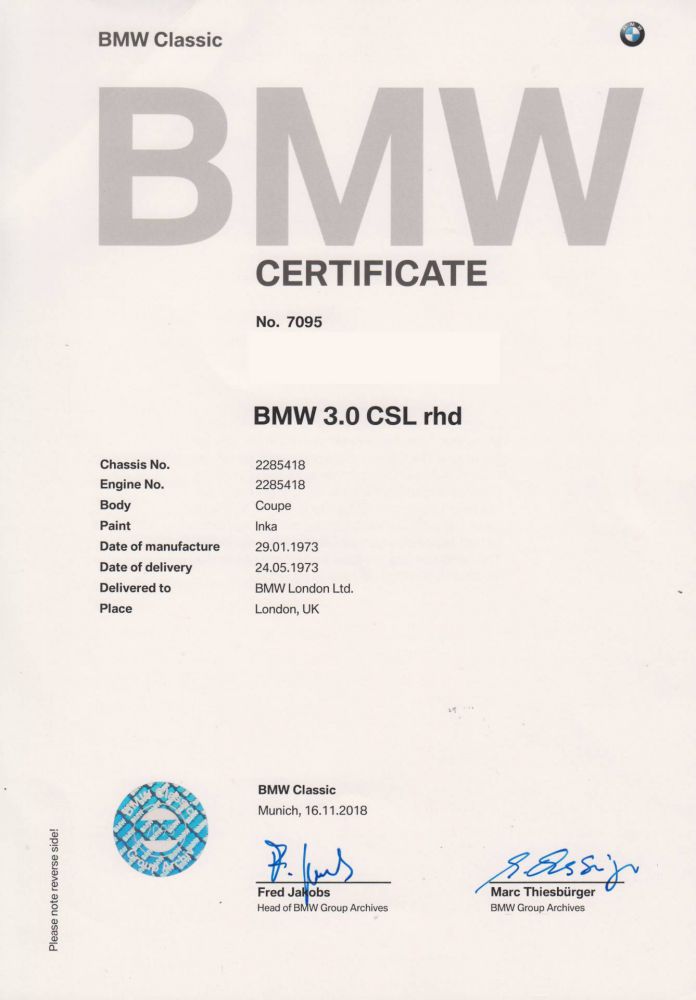 BMW Classic
BMW
CERTIFICATE
No. 7095
BMW 3.0 CSL rhd
Chassis No. 2285418
Engine No. 2285418
Body Coupe
Paint Inka
Date of manufacture 29.01.1973
Date of delivery 24.05.1973
Delivered to BMW London Ltd.
Place London, UK
BMW Classic
Munich, 16.11.2018
Fred Jakobs
Head of BMW Group Archives
Marc Thiesbürger
BMW Group Archives
Please note reverse side!